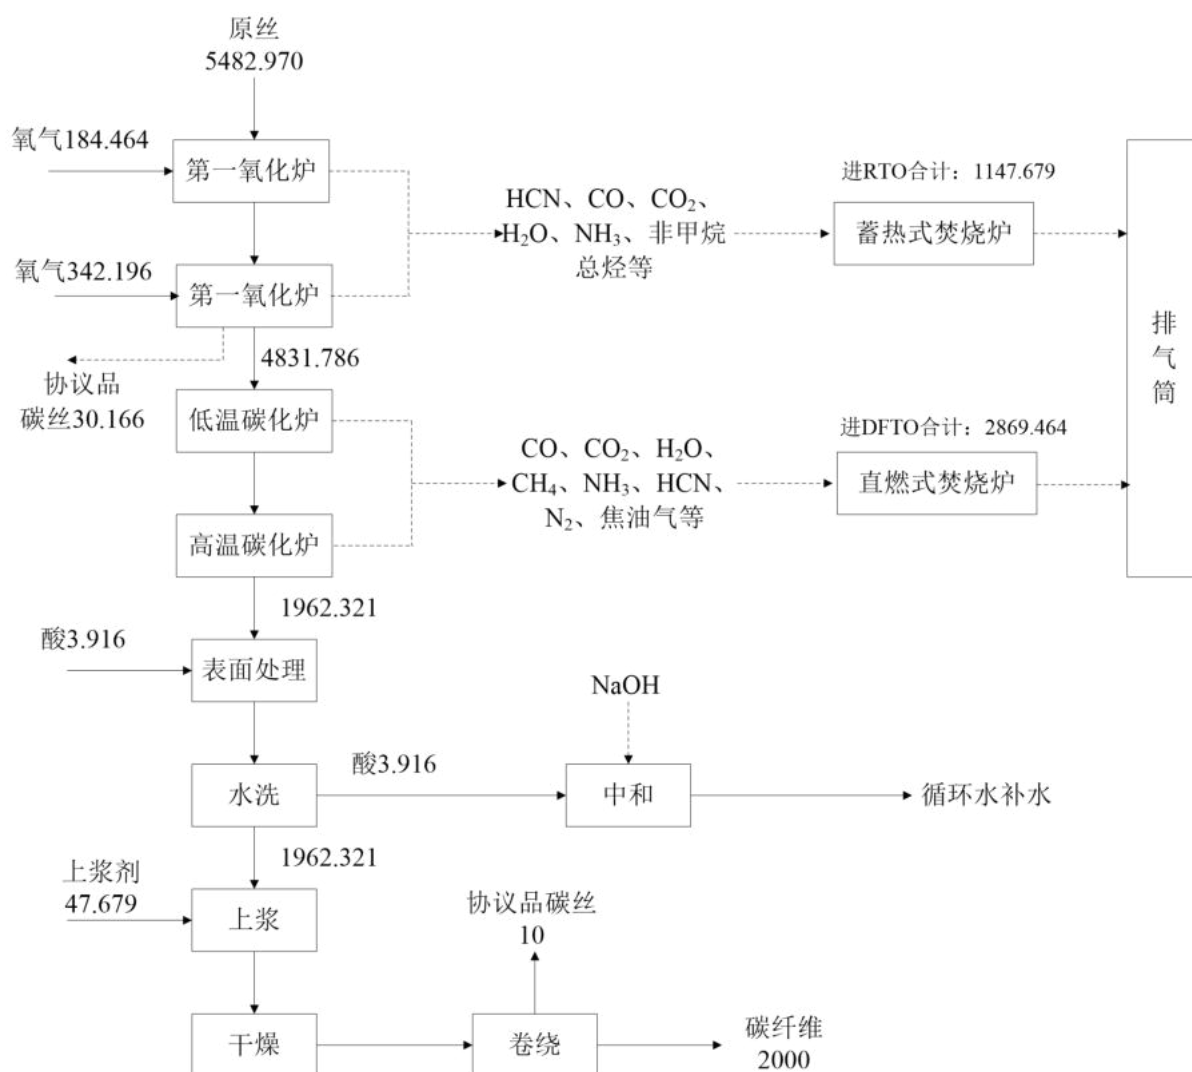 原丝
5482.970
氧气184.464
第一氧化炉
HCN、CO、CO₂、
H₂O、NH₃、非甲烷
总烃等
进RTO合计：1147.679
蓄热式焚烧炉
排
气
筒
氧气342.196
第一氧化炉
4831.786
协议品
碳丝30.166
低温碳化炉
CO、CO₂、H₂O、
CH₄、NH₃、HCN、
N₂、焦油气等
进DFTO合计：2869.464
直燃式焚烧炉
高温碳化炉
1962.321
酸3.916
表面处理
NaOH
水洗
酸3.916
中和
循环水补水
1962.321
上浆剂
47.679
上浆
协议品碳丝
10
干燥
卷绕
碳纤维
2000